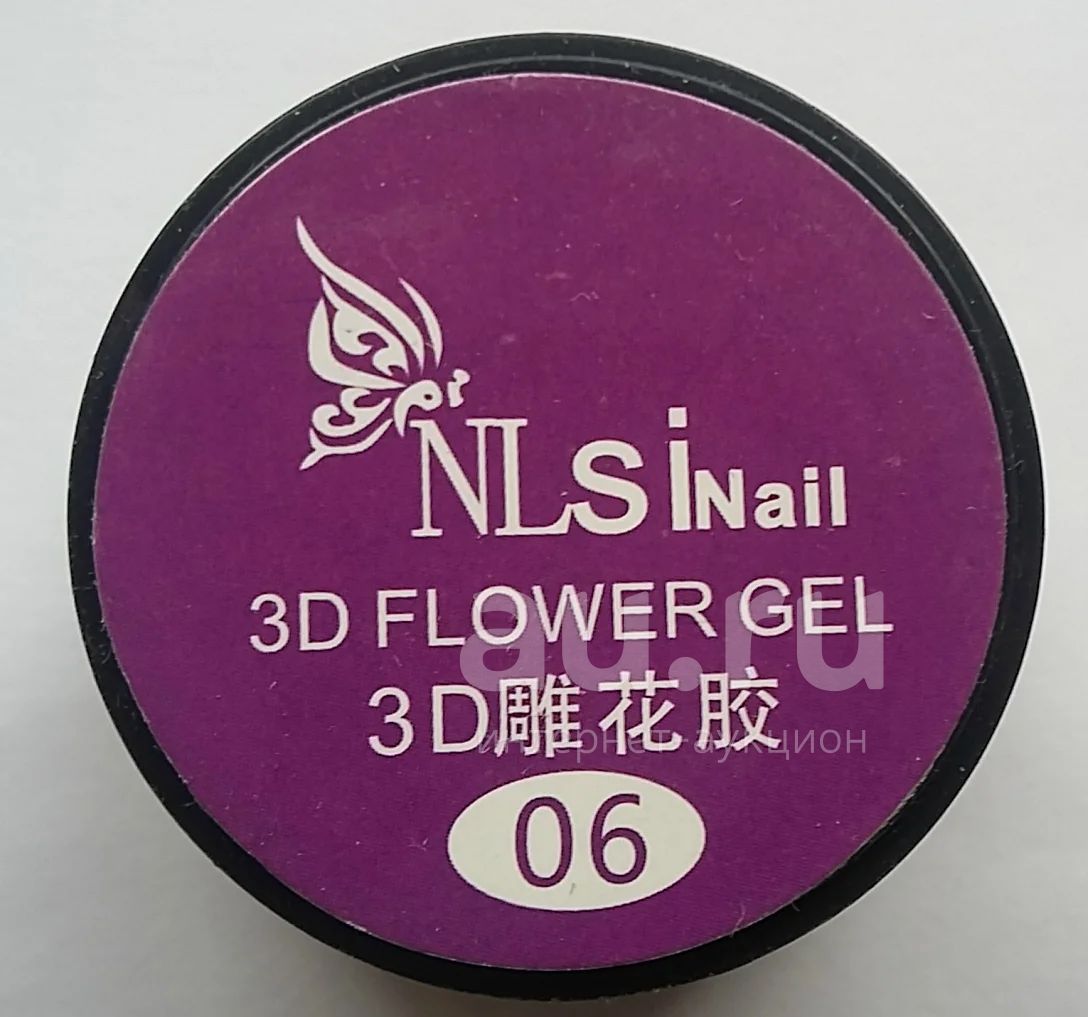 NLS iNail
3D FLOWER GEL
au.ru
3D雕花胶
интернет-аукцион
06